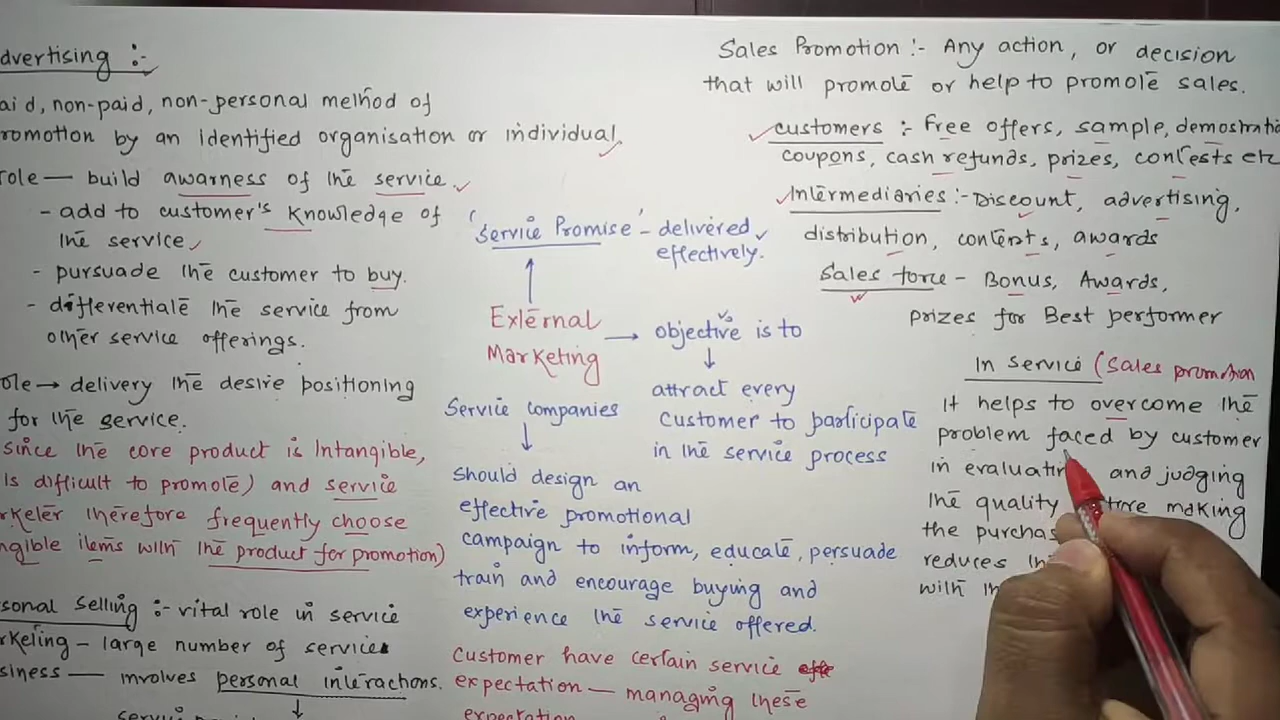 dvertising :-
aid, non-paid, non-personal method of
romotion by an identified organisation or individual,
role — build awarness of the service.
- add to customer's knowledge of
the service
- pursuade the customer to buy.
- differentiate the service from
other service offerings.
ole → delivery the desire positioning
for the service.
since the core product is Intangible,
Is difficult to promote) and service
rketer therefore frequently choose
ngible items with the product for promotion)
sonal selling :- vital role in service
rketing - large number of service
siness — involves personal interactions.
↓
'Service Promise' - delivered
effectively.
↑
External
Marketing
→ objective is to
↓
attract every
customer to participate
in the service process
Service companies
↓
should design an
effective promotional
campaign to inform, educate, persuade
train and encourage buying and
experience the service offered.
customer have certain service
expectation — managing these
expectation
Sales Promotion :- Any action, or decision
that will promote or help to promote sales.
customers :- Free offers, sample, demostratio
coupons, cash refunds, prizes, contests etc
Intermediaries :- Discount, advertising,
distribution, contents, awards
Sales force - Bonus, Awards,
prizes for Best performer
In service (sales promotion
It helps to overcome the
problem faced by customer
in evaluatin and judging
the quality making
the purchas
reduces
with